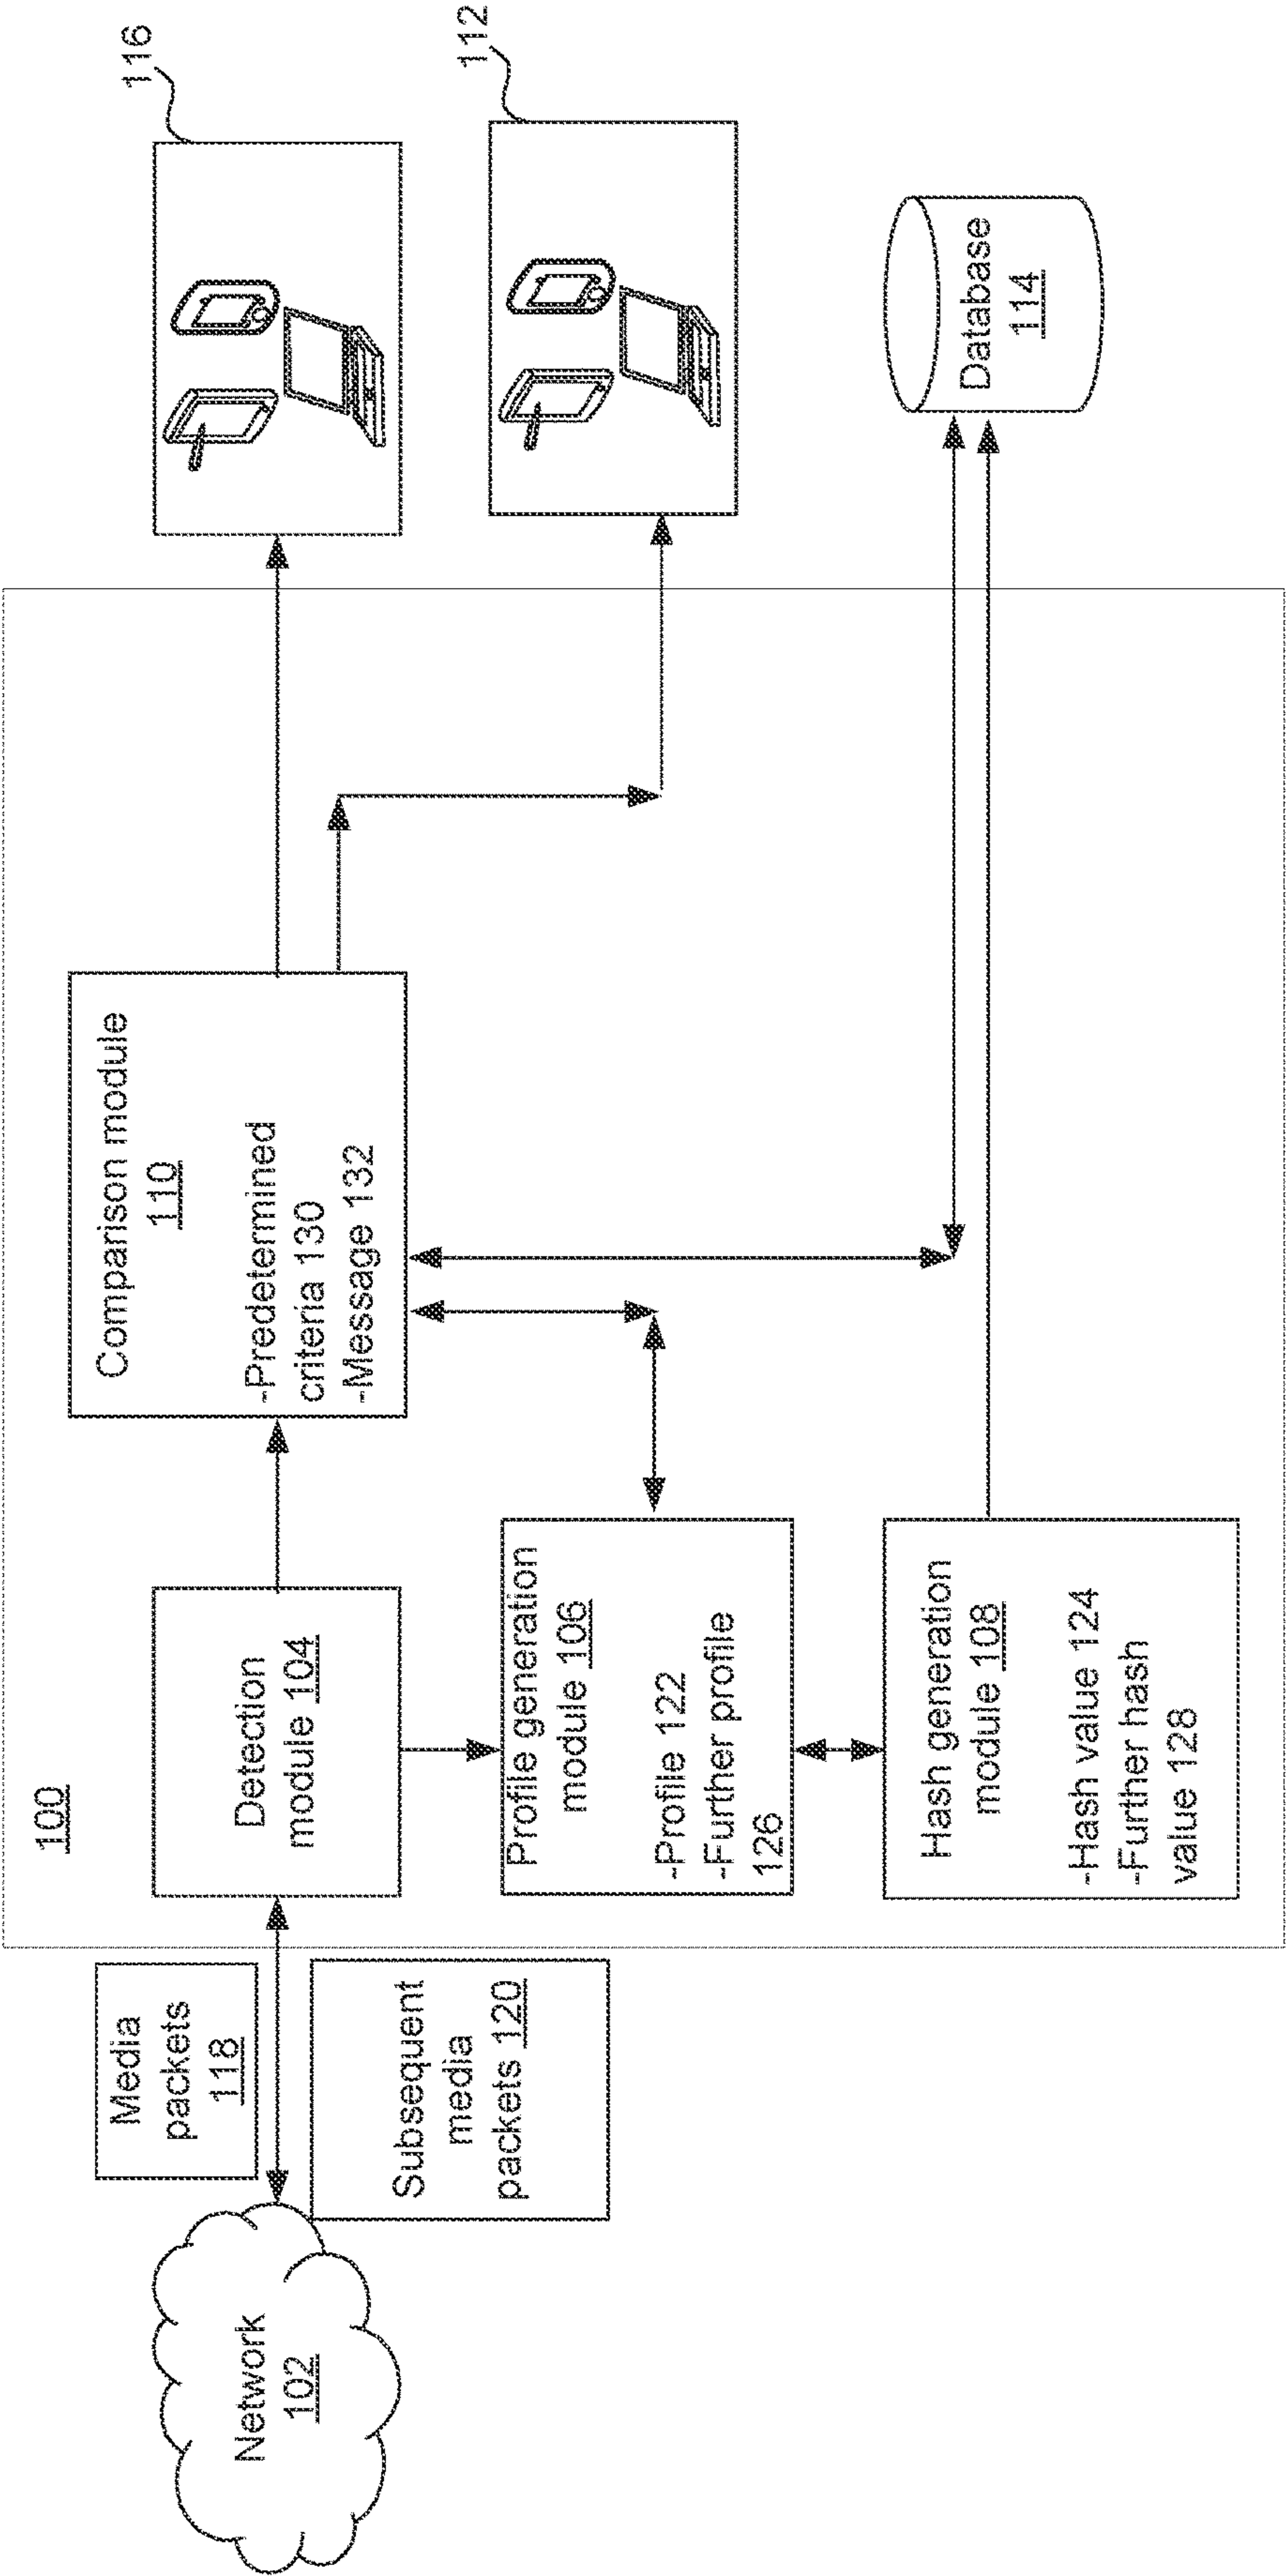 100
Network
102
Media
packets
118
Subsequent
media
packets 120
Detection
module 104
Profile generation
module 106
-Profile 122
-Further profile
126
Hash generation
module 108
-Hash value 124
-Further hash
value 128
Comparison module
110
-Predetermined
criteria 130
-Message 132
116
112
Database
114